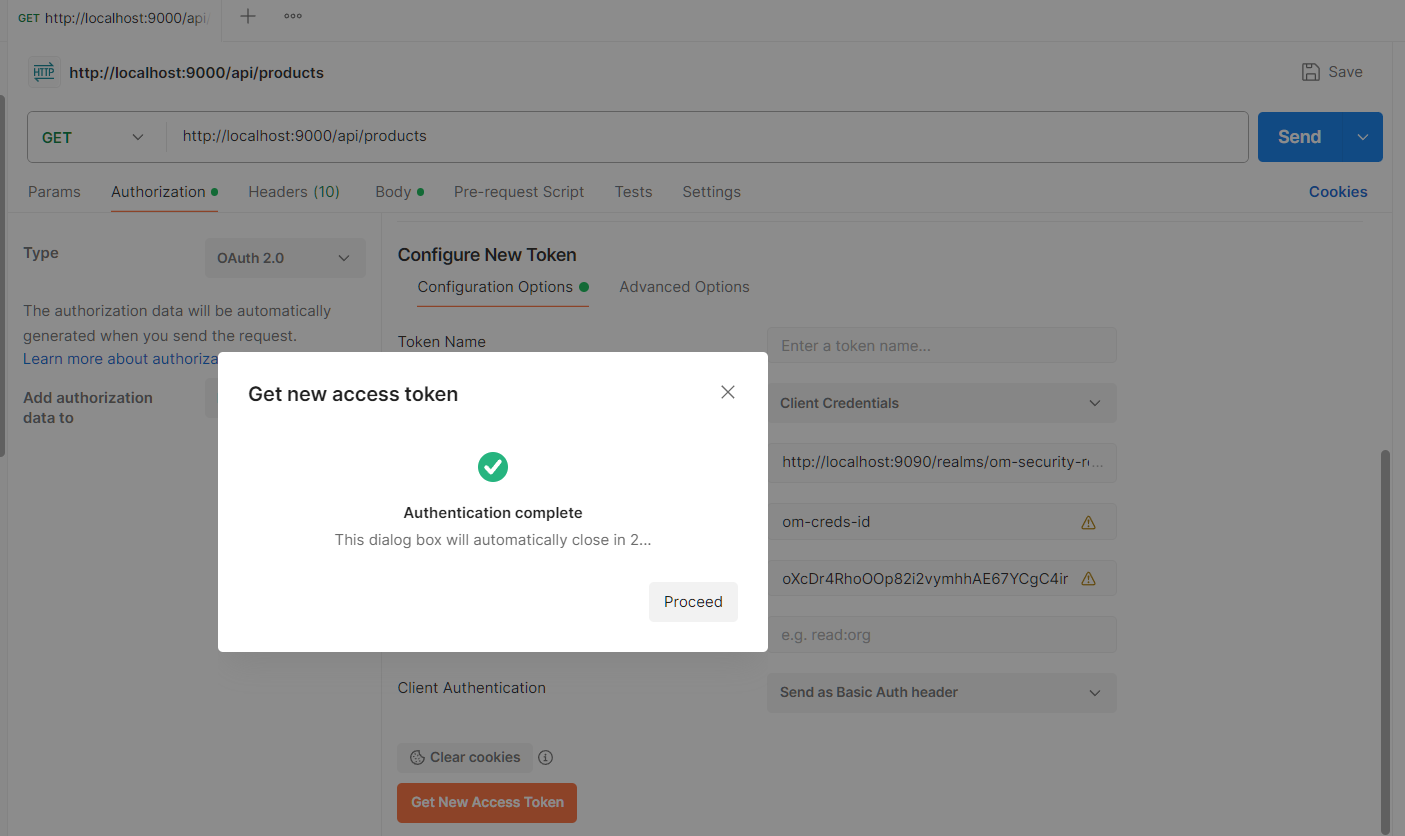 GET http://localhost:9000/api/
HTTP http://localhost:9000/api/products
Save
GET
http://localhost:9000/api/products
Send
Params
Authorization
Headers (10)
Body
Pre-request Script
Tests
Settings
Cookies
Type
OAuth 2.0
The authorization data will be automatically
generated when you send the request.
Learn more about authoriza
Add authorization
data to
Configure New Token
Configuration Options
Advanced Options
Token Name
Enter a token name...
Client Credentials
http://localhost:9090/realms/om-security-r...
om-creds-id
oXcDr4RhoOOp82i2vymhhAE67YCgC4ir
e.g. read:org
Client Authentication
Send as Basic Auth header
Clear cookies
Get New Access Token
Get new access token
Authentication complete
This dialog box will automatically close in 2...
Proceed